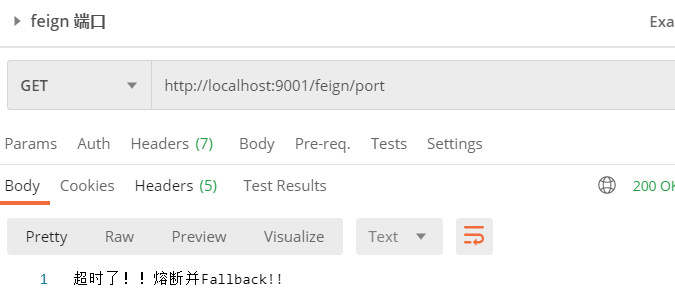 feign 端口
Exa
GET
http://localhost:9001/feign/port
Params Auth Headers (7) Body Pre-req. Tests Settings
Body Cookies Headers (5) Test Results
200 OK
Pretty Raw Preview Visualize Text
1 超时了!！熔断并Fallback!!